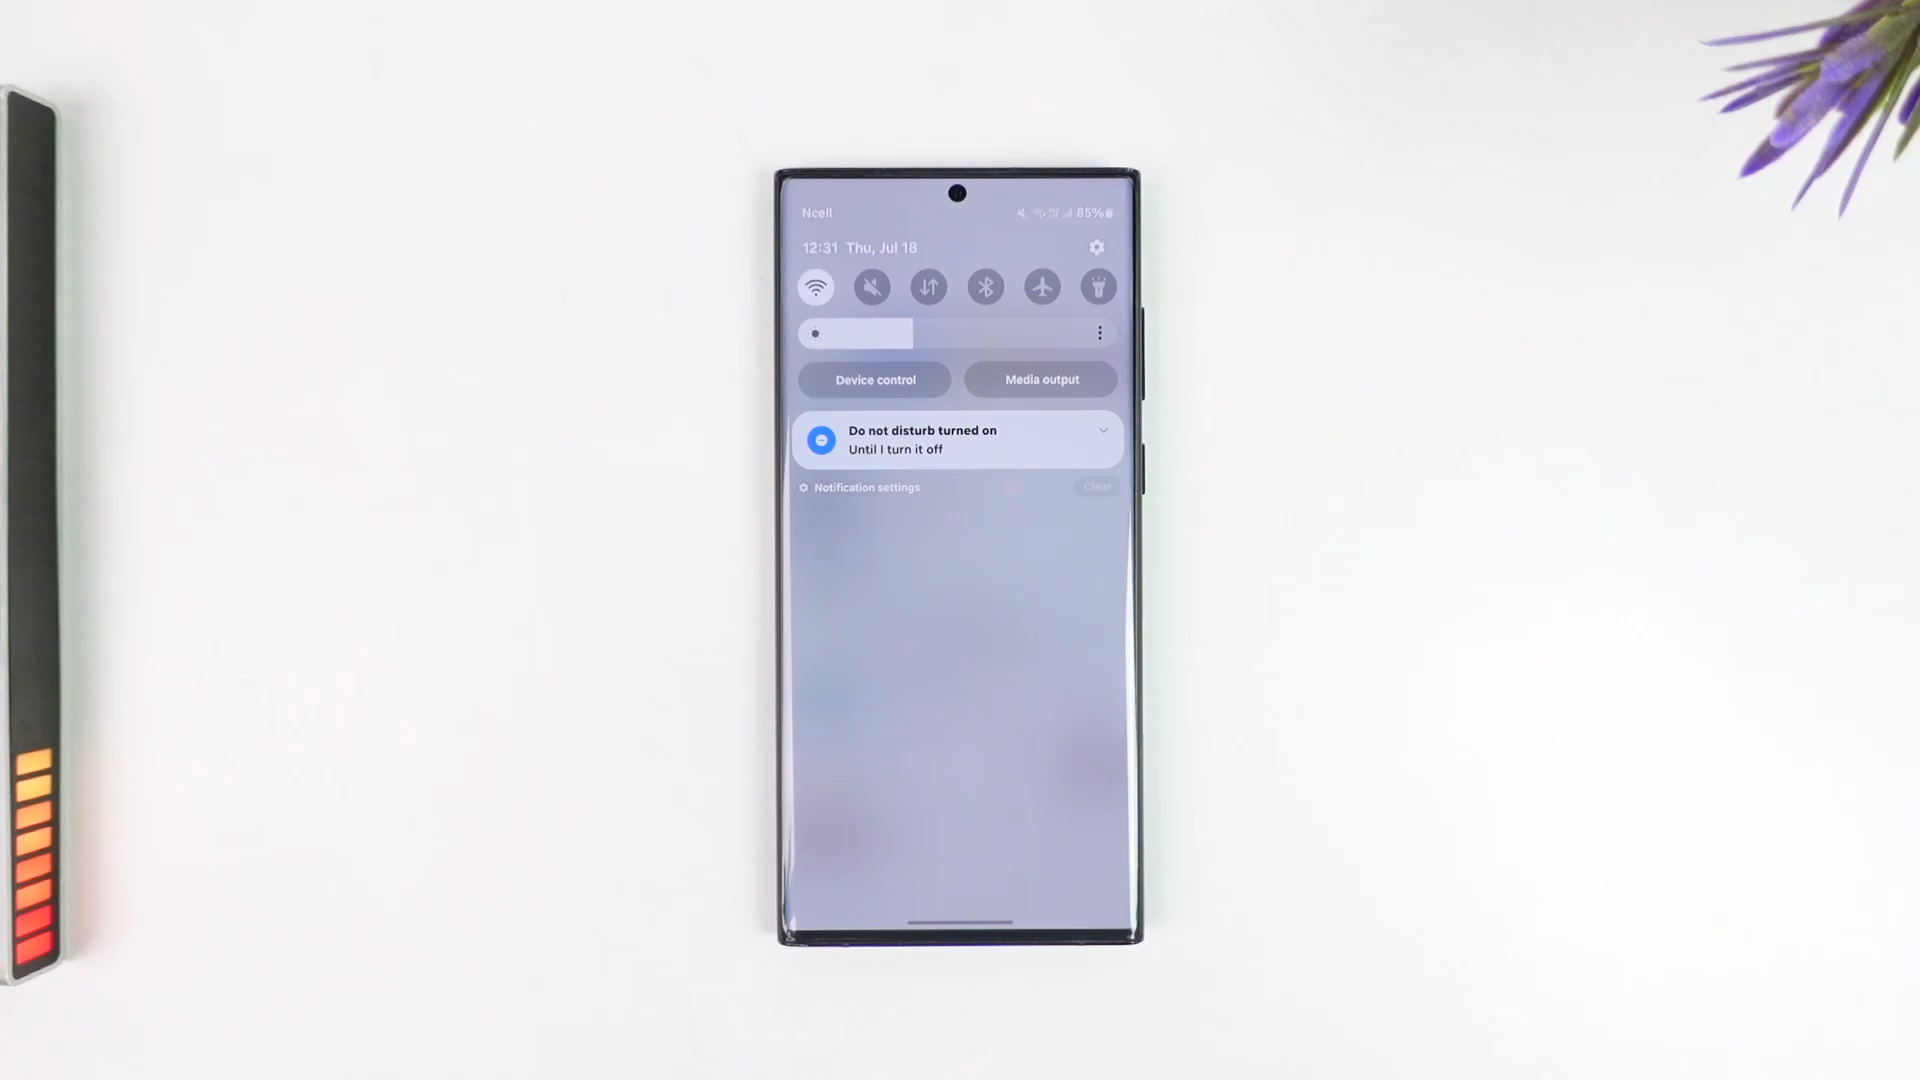 Ncell 85%
12:31 Thu, Jul 18
Device control Media output
Do not disturb turned on
Until I turn it off
Notification settings Clear